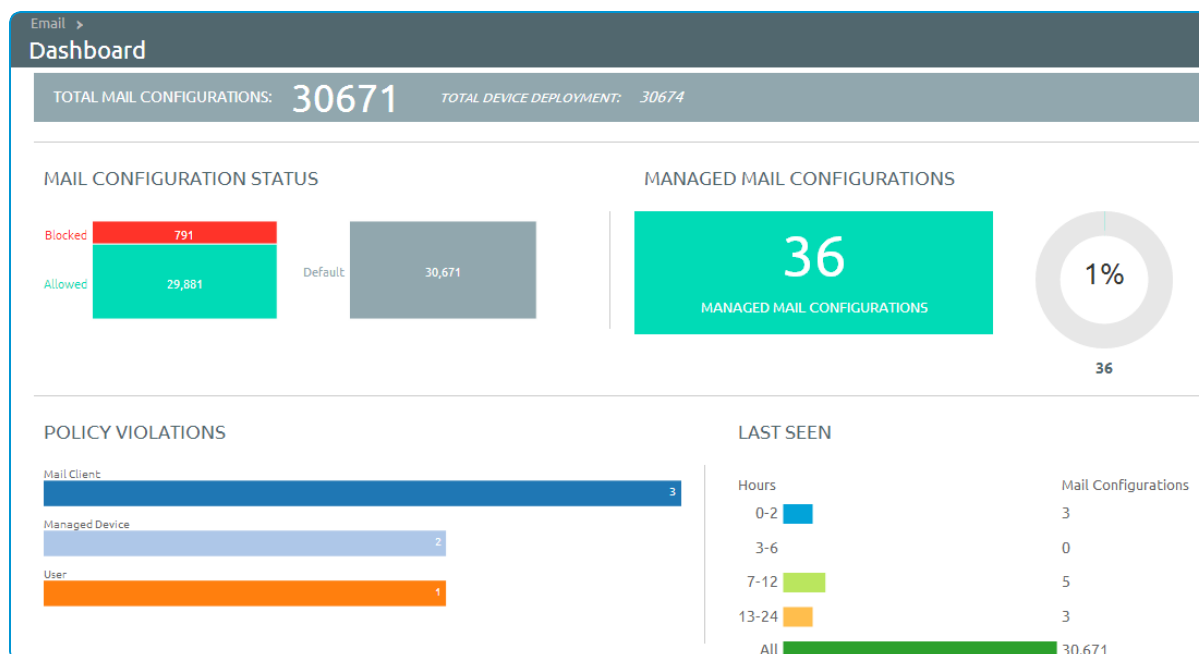 Email >
Dashboard
TOTAL MAIL CONFIGURATIONS: 30671 TOTAL DEVICE DEPLOYMENT: 30674
MAIL CONFIGURATION STATUS
Blocked 791
Allowed 29,881
Default 30,671
MANAGED MAIL CONFIGURATIONS
36
MANAGED MAIL CONFIGURATIONS
1%
36
POLICY VIOLATIONS
Mail Client
3
Managed Device
2
User
1
LAST SEEN
Hours Mail Configurations
0-2 3
3-6 0
7-12 5
13-24 3
All 30,671